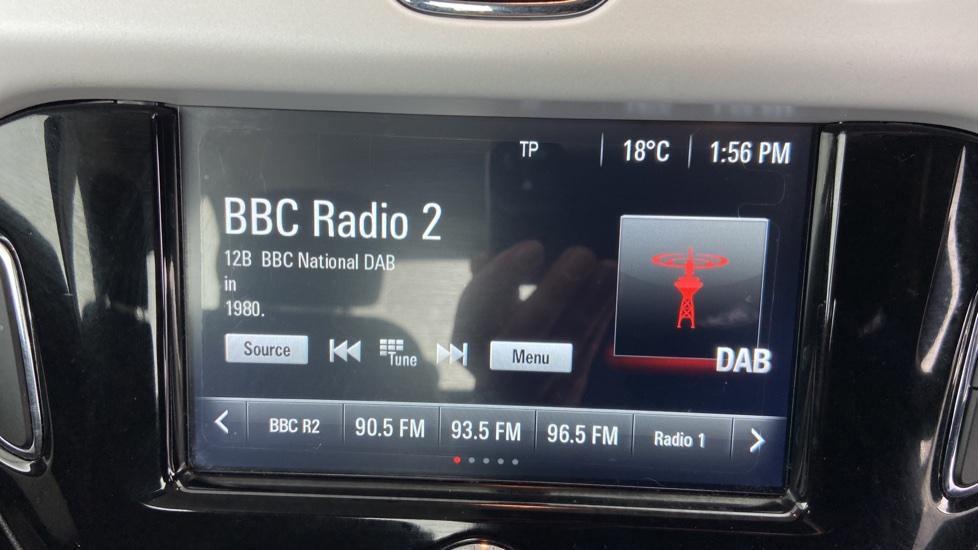 TP 18°C 1:56 PM
BBC Radio 2
12B BBC National DAB
in
1980.
Source Tune Menu
DAB
BBC R2 90.5 FM 93.5 FM 96.5 FM Radio 1